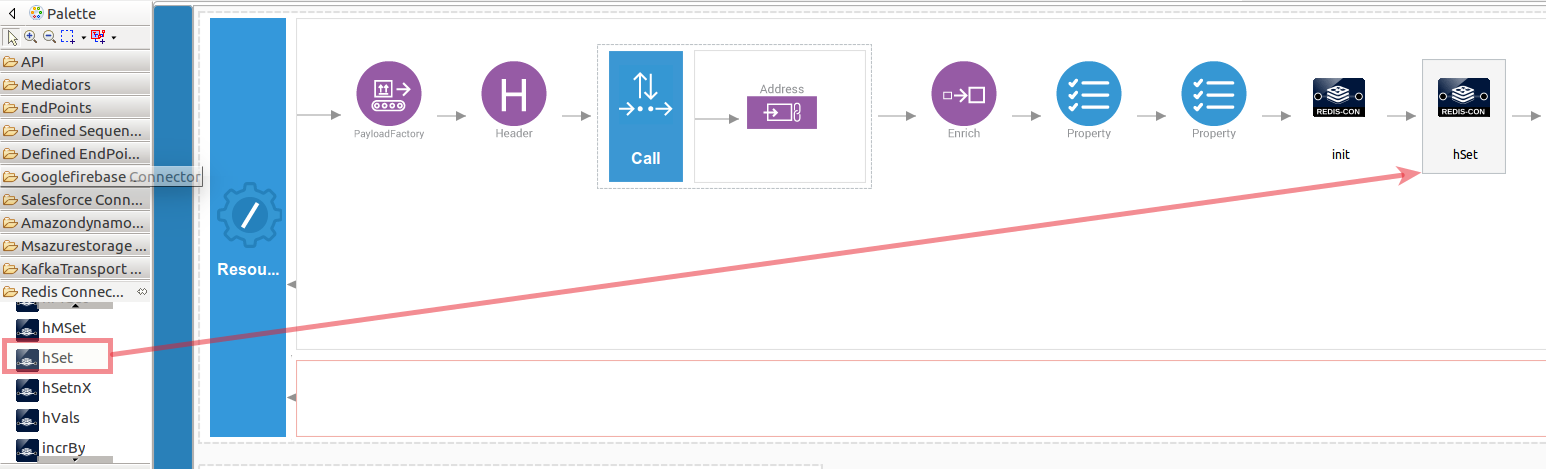 Palette
API
Mediators
EndPoints
Defined Sequen...
Defined EndPoi...
Googlefirebase Connector
Salesforce Conn...
Amazondynamo...
Msazurestorage ...
KafkaTransport ...
Redis Connec...
hMSet
hSet
hSetnX
hVals
incrBy
Resou...
PayloadFactory
Header
Call
Address
Enrich
Property
Property
REDIS-CON
init
REDIS-CON
hSet